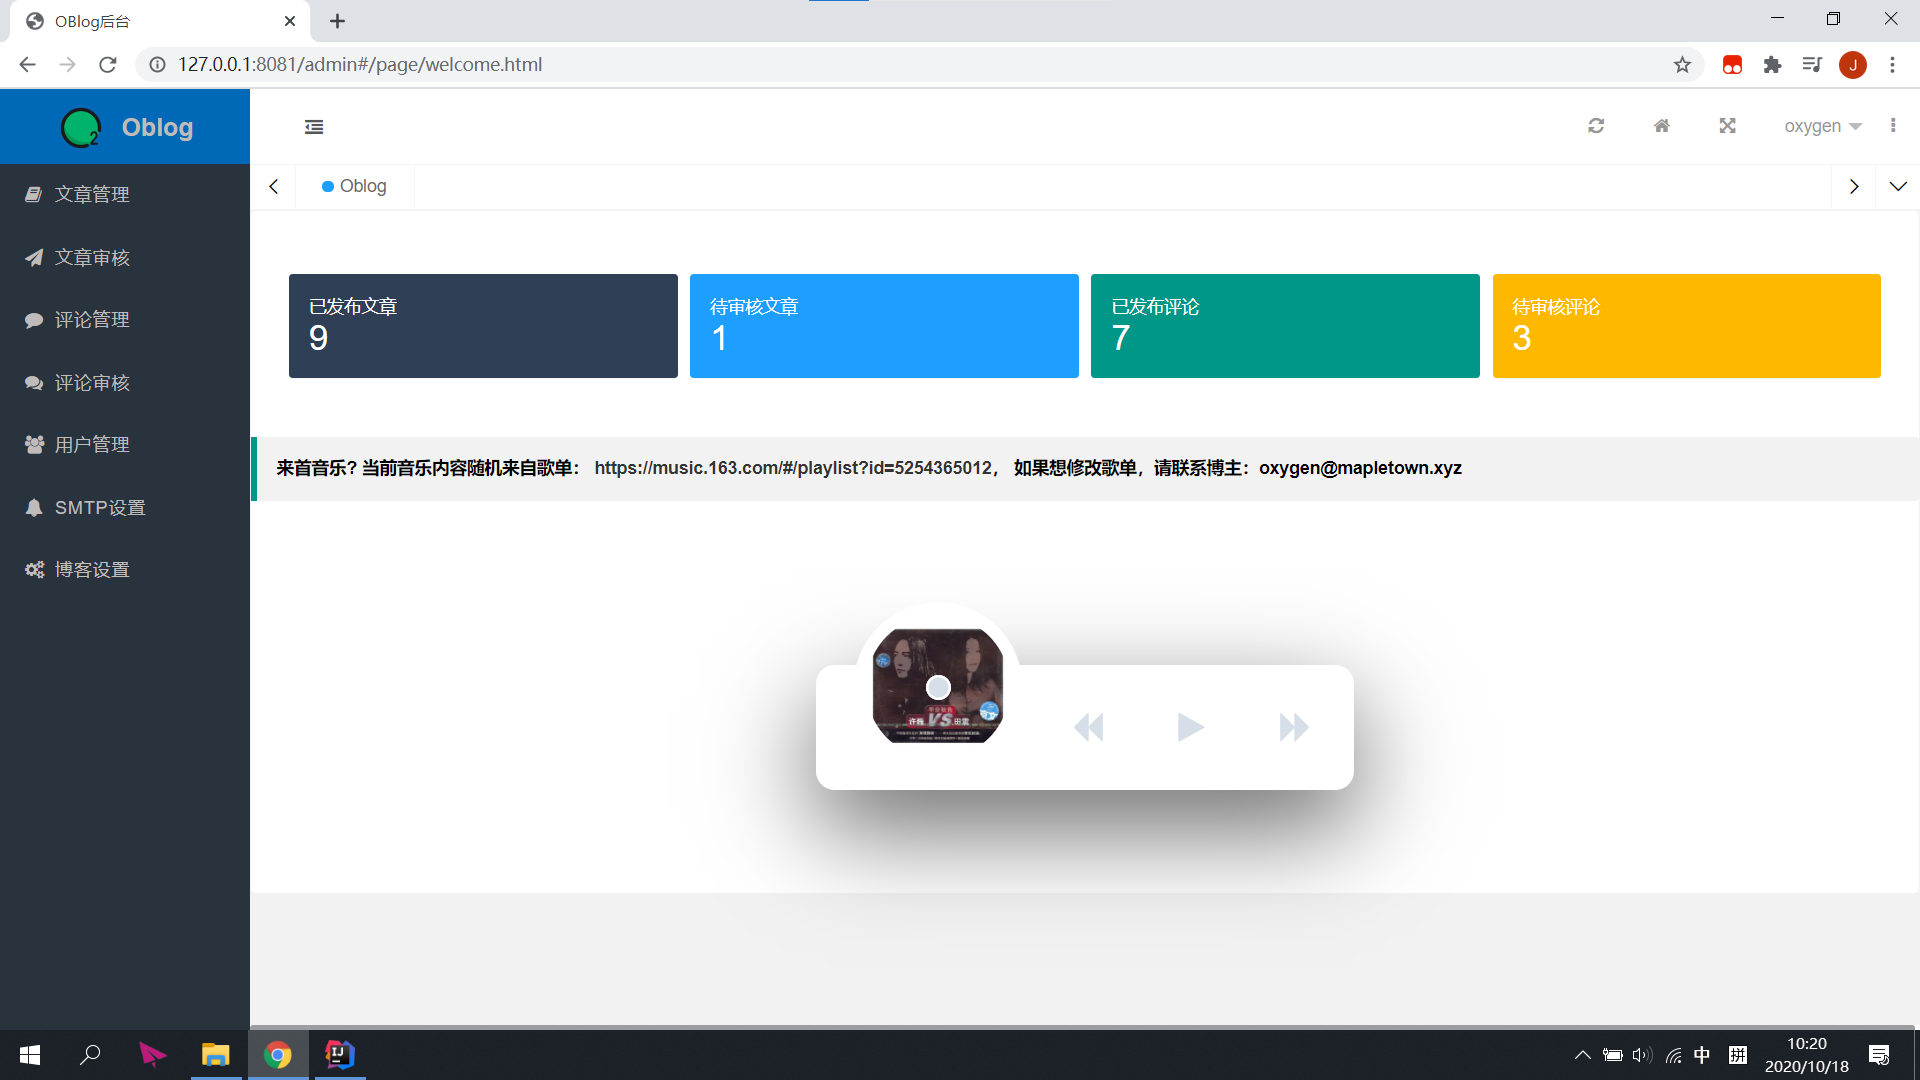 OBlog后台
127.0.0.1:8081/admin#/page/welcome.html
J
2
Oblog
oxygen
Oblog
文章管理
文章审核
评论管理
评论审核
用户管理
SMTP设置
博客设置
已发布文章
9
待审核文章
1
已发布评论
7
待审核评论
3
来首音乐? 当前音乐内容随机来自歌单： https://music.163.com/#/playlist?id=5254365012， 如果想修改歌单，请联系博主：oxygen@mapletown.xyz
许巍 VS 田震
IJ
中
拼
10:20
2020/10/18